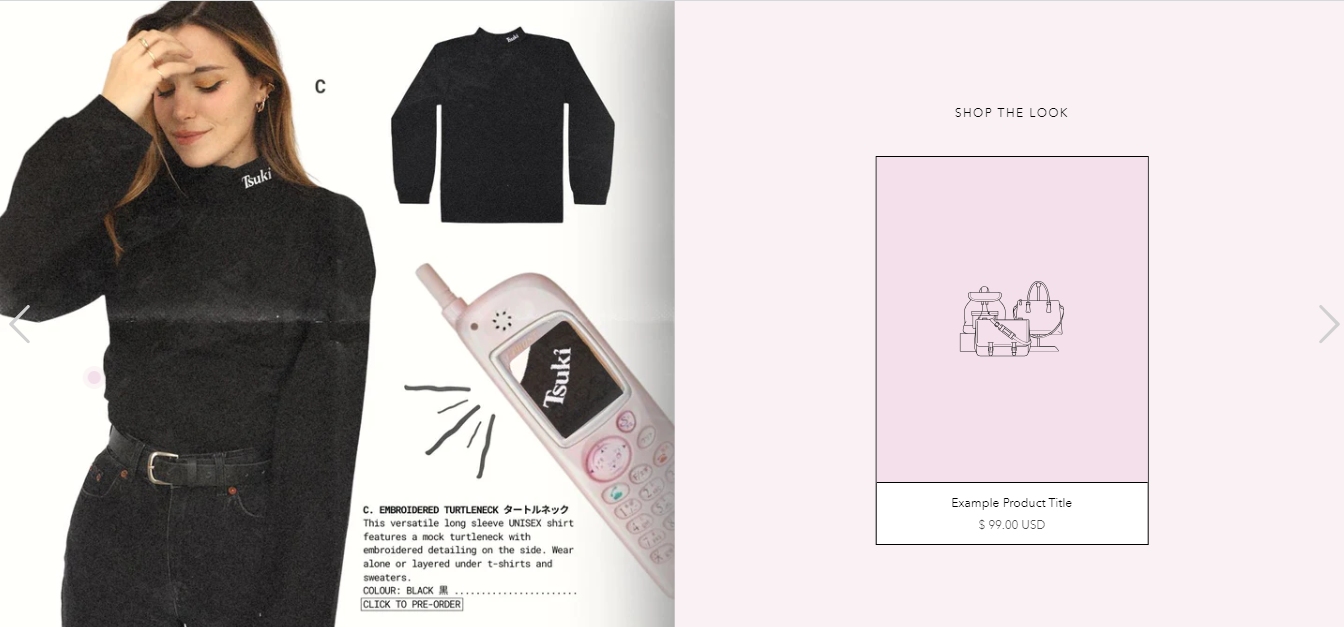 C
Tsuki
Tsuki
Tsuki
C. EMBROIDERED TURTLENECK タートルネック
This versatile long sleeve UNISEX shirt
features a mock turtleneck with
embroidered detailing on the side. Wear
alone or layered under t-shirts and
sweaters.
COLOUR: BLACK 黒 .......................
CLICK TO PRE-ORDER
SHOP THE LOOK
Example Product Title
$ 99.00 USD